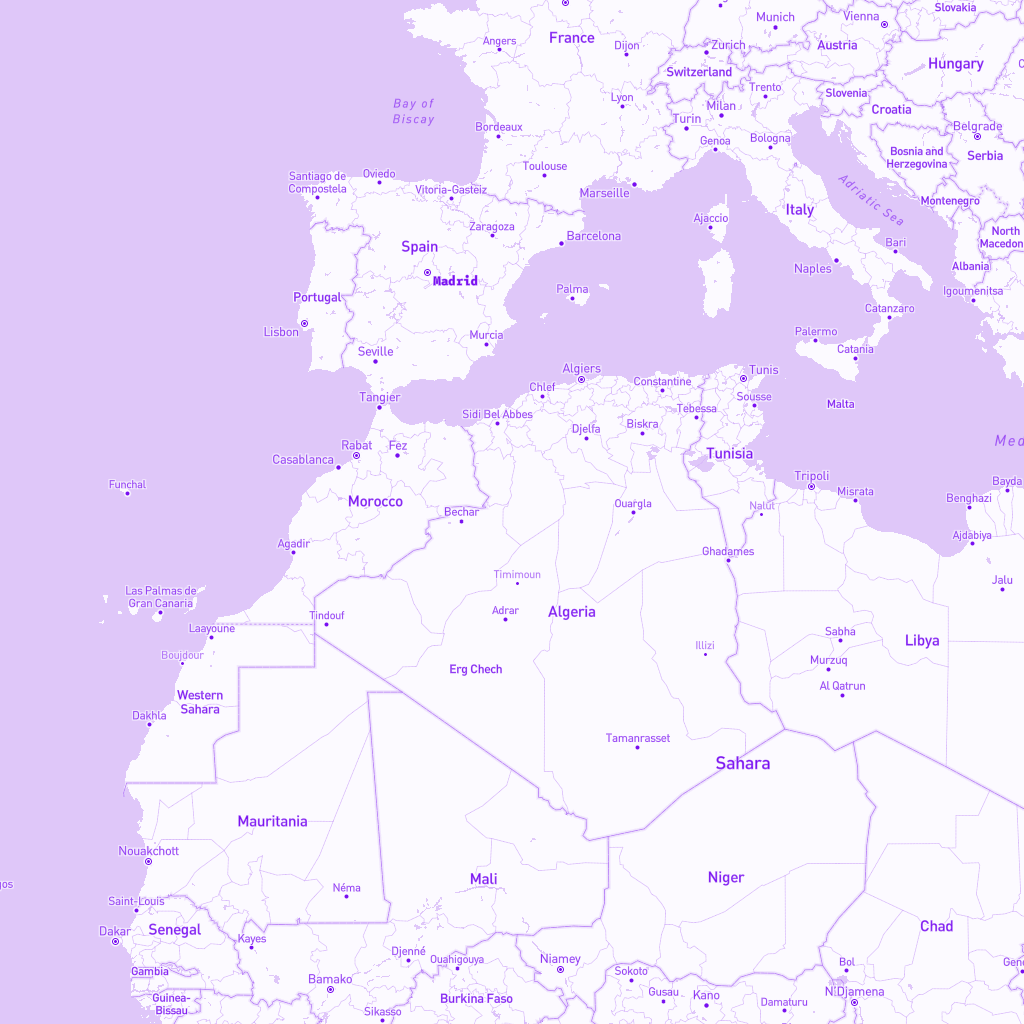 Slovakia
Munich
Vienna
France
Angers
Dijon
Zurich
Austria
Hungary
Switzerland
Trento
Slovenia
Lyon
Milan
Croatia
Bay of
Biscay
Turin
Bordeaux
Genoa
Bologna
Belgrade
Bosnia and
Herzegovina
Serbia
Toulouse
Santiago de
Compostela
Oviedo
Vitoria-Gasteiz
Marseille
Adriatic Sea
Montenegro
Ajaccio
Italy
Zaragoza
Barcelona
Spain
North
Macedon
Bari
Naples
Albania
Madrid
Palma
Portugal
Igoumenitsa
Catanzaro
Lisbon
Murcia
Palermo
Catania
Seville
Algiers
Tunis
Constantine
Chlef
Sousse
Tangier
Malta
Sidi Bel Abbes
Tebessa
Djelfa
Biskra
Med
Rabat
Fez
Tunisia
Casablanca
Tripoli
Funchal
Misrata
Bayda
Benghazi
Morocco
Bechar
Ouargla
Nalut
Agadir
Ghadames
Ajdabiya
Timimoun
Jalu
Las Palmas de
Gran Canaria
Tindouf
Adrar
Algeria
Laayoune
Sabha
Libya
Illizi
Boujdour
Murzuq
Erg Chech
Al Qatrun
Western
Sahara
Dakhla
Tamanrasset
Sahara
Mauritania
Nouakchott
Mali
Niger
gos
Néma
Saint-Louis
Senegal
Dakar
Chad
Kayes
Djenné
Ouahigouya
Niamey
Bol
Gambia
Sokoto
Gene
Bamako
Guinea-
Bissau
Burkina Faso
Gusau
Kano
N'Djamena
Damaturu
Sikasso